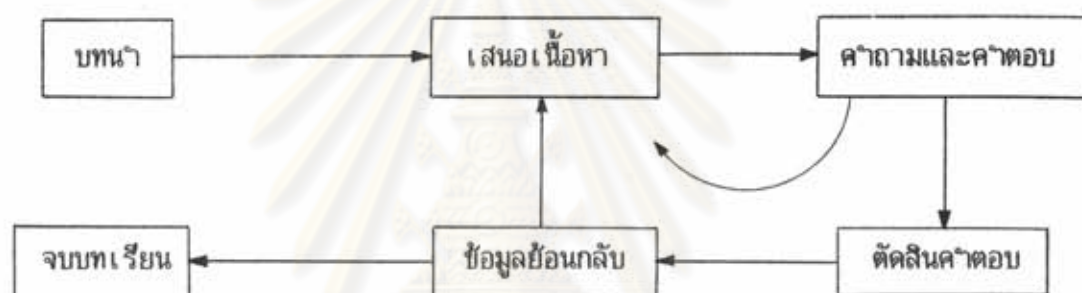 บทนำ
เสนอเนื้อหา
คำถามและคำตอบ
จบบทเรียน
ข้อมูลย้อนกลับ
ตัดสินคำตอบ